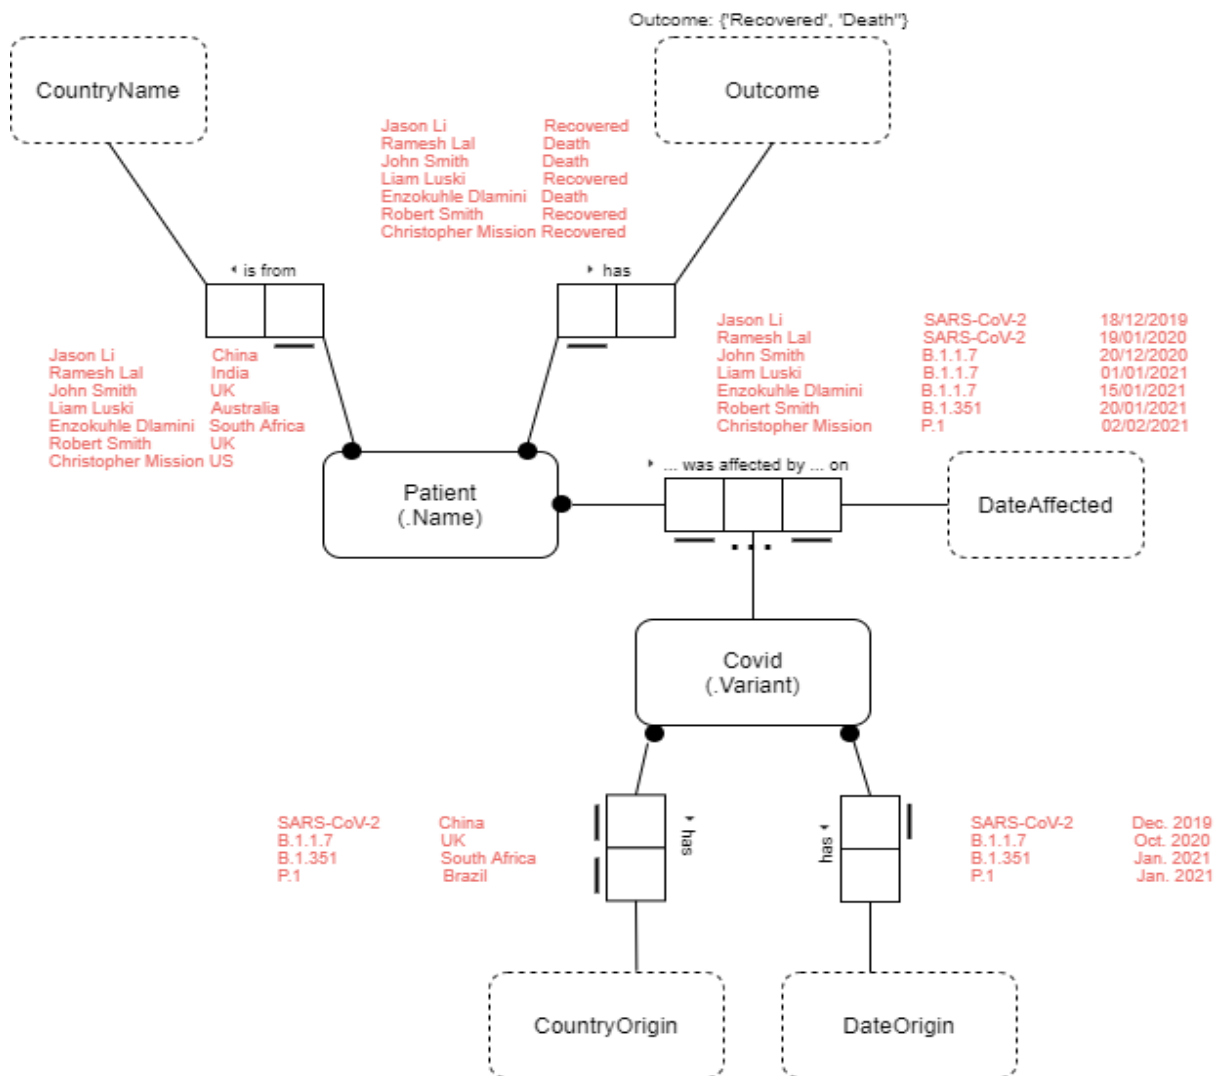 Outcome: {'Recovered', 'Death"}
CountryName
Outcome
Jason Li Recovered
Ramesh Lal Death
John Smith Death
Liam Luski Recovered
Enzokuhle Dlamini Death
Robert Smith Recovered
Christopher Mission Recovered
is from
has
Jason Li SARS-CoV-2 18/12/2019
Ramesh Lal SARS-CoV-2 19/01/2020
John Smith B.1.1.7 20/12/2020
Liam Luski B.1.1.7 01/01/2021
Enzokuhle Dlamini B.1.1.7 15/01/2021
Robert Smith B.1.351 20/01/2021
Christopher Mission P.1 02/02/2021
Jason Li China
Ramesh Lal India
John Smith UK
Liam Luski Australia
Enzokuhle Dlamini South Africa
Robert Smith UK
Christopher Mission US
... was affected by ... on
Patient
(.Name)
DateAffected
Covid
(.Variant)
SARS-CoV-2 China
B.1.1.7 UK
B.1.351 South Africa
P.1 Brazil
has
has
SARS-CoV-2 Dec. 2019
B.1.1.7 Oct. 2020
B.1.351 Jan. 2021
P.1 Jan. 2021
CountryOrigin
DateOrigin